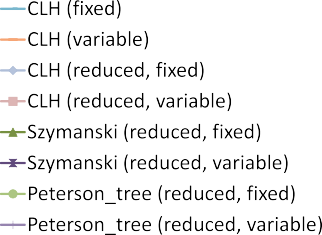 CLH (fixed)
CLH (variable)
CLH (reduced, fixed)
CLH (reduced, variable)
Szymanski (reduced, fixed)
Szymanski (reduced, variable)
Peterson_tree (reduced, fixed)
Peterson_tree (reduced, variable)